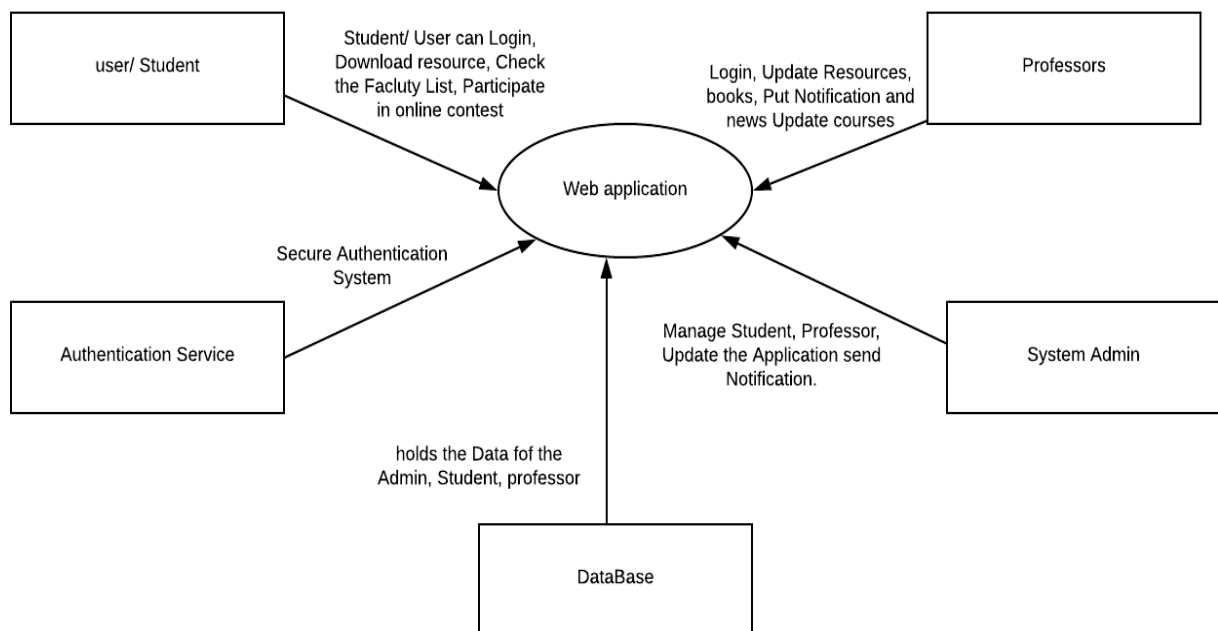 user/ Student
Student/ User can Login,
Download resource, Check
the Facluty List, Participate
in online contest
Login, Update Resources,
books, Put Notification and
news Update courses
Professors
Web application
Secure Authentication
System
Authentication Service
Manage Student, Professor,
Update the Application send
Notification.
System Admin
holds the Data fof the
Admin, Student, professor
DataBase